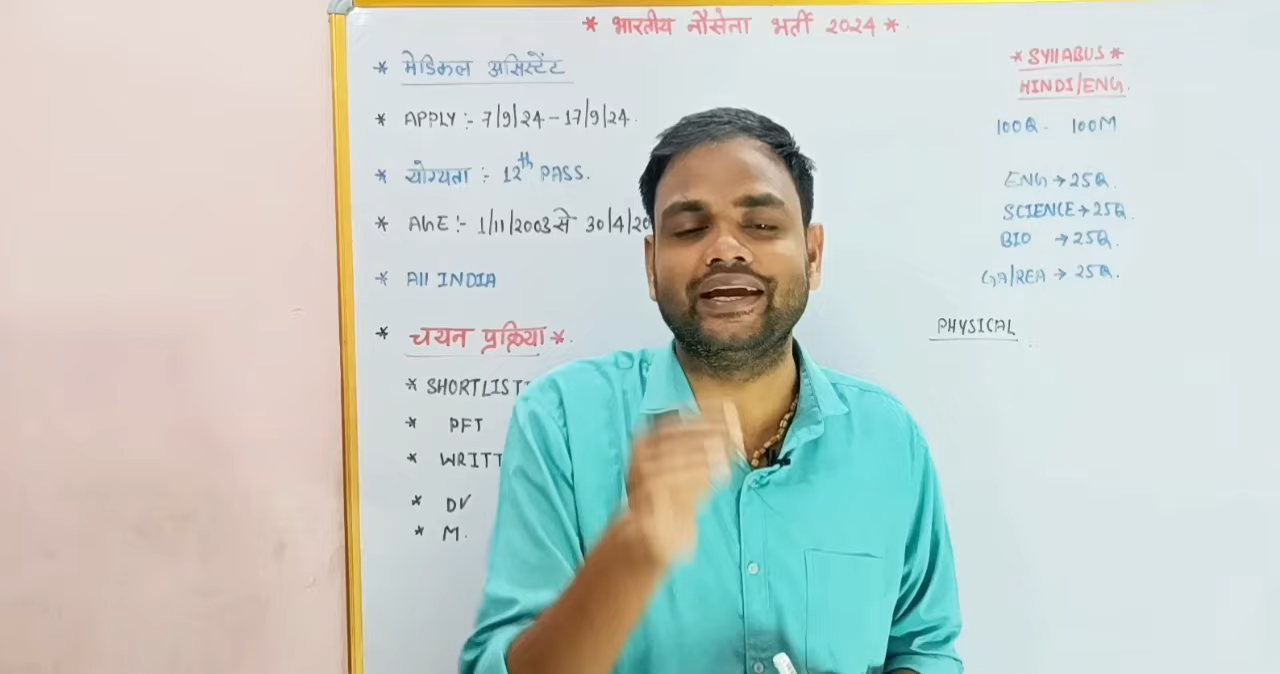 * भारतीय नौसेना भर्ती 2024 *
* मेडिकल असिस्टेंट
* APPLY :- 7/9/24 - 17/9/24.
* योग्यता :- 12th PASS.
* AGE :- 1/11/2003 से 30/4/20
* All INDIA
* चयन प्रक्रिया *
* SHORTLIST
* PFT
* WRITT
* DV
* M.
* SYllABUS *
HINDI/ENG.
100Q - 100M
ENG → 25Q.
SCIENCE → 25Q.
BIO → 25Q.
GA/REA → 25Q.
PHYSICAL